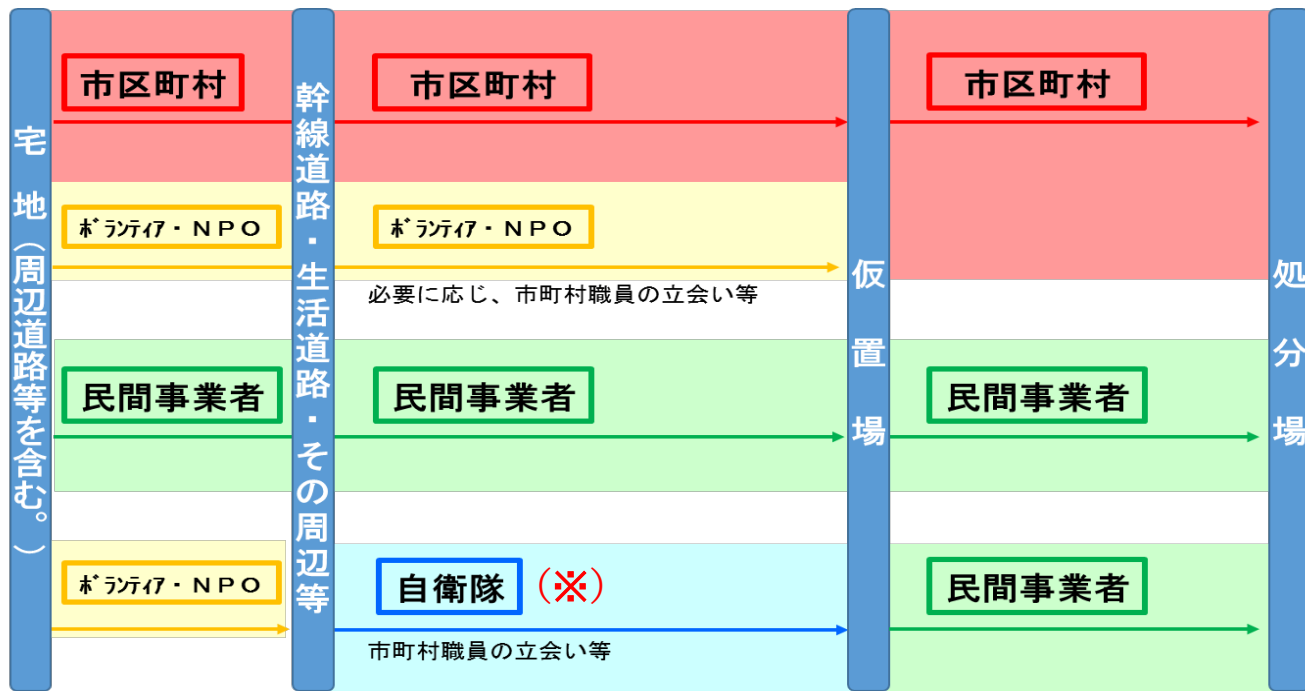 宅地（周辺道路等を含む。）
幹線道路・生活道路・その周辺等
仮置場
処分場
市区町村
市区町村
市区町村
ﾎﾞﾗﾝﾃｨｱ・ＮＰＯ
ﾎﾞﾗﾝﾃｨｱ・ＮＰＯ
必要に応じ、市町村職員の立会い等
民間事業者
民間事業者
民間事業者
ﾎﾞﾗﾝﾃｨｱ・ＮＰＯ
自衛隊（※）
市町村職員の立会い等
民間事業者